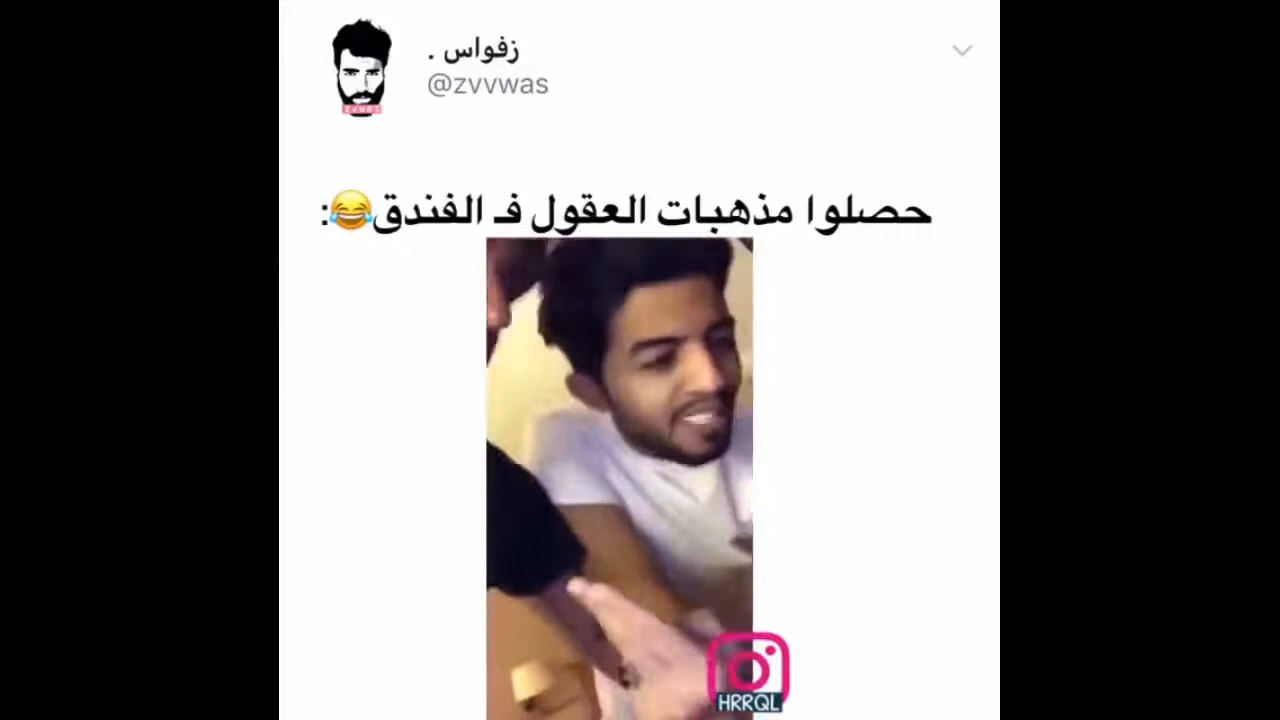 زفواس .
@zvvwas
حصلوا مذهبات العقول فـ الفندق😂:
HRRQL